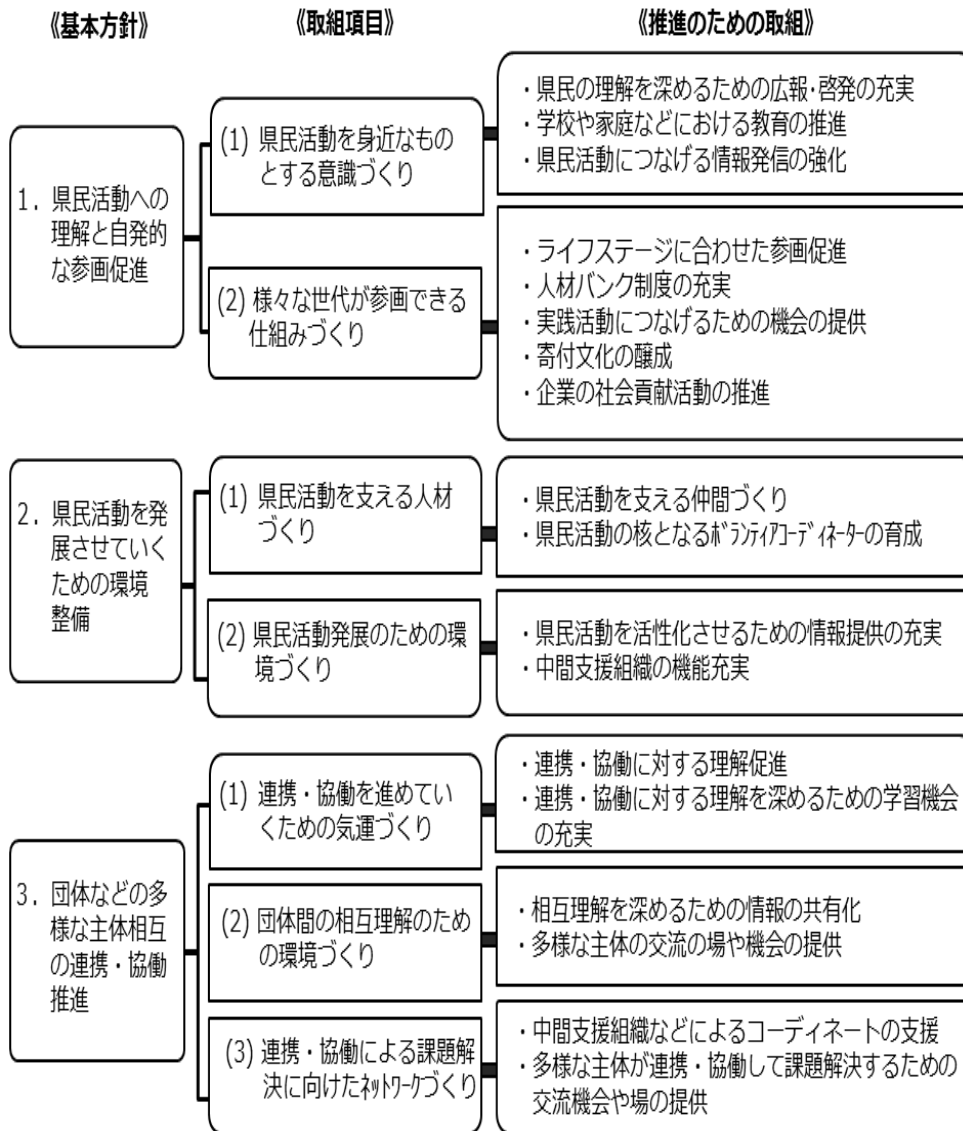 《基本方針》
《取組項目》
《推進のための取組》
1．県民活動への
理解と自発的
な参画促進
(1) 県民活動を身近なもの
とする意識づくり
・県民の理解を深めるための広報・啓発の充実
・学校や家庭などにおける教育の推進
・県民活動につなげる情報発信の強化
(2) 様々な世代が参画できる
仕組みづくり
・ライフステージに合わせた参画促進
・人材バンク制度の充実
・実践活動につなげるための機会の提供
・寄付文化の醸成
・企業の社会貢献活動の推進
2．県民活動を発
展させていく
ための環境
整備
(1) 県民活動を支える人材
づくり
・県民活動を支える仲間づくり
・県民活動の核となるﾎﾞﾗﾝﾃｨｱｺｰﾃﾞｨﾈｰﾀｰの育成
(2) 県民活動発展のための環
境づくり
・県民活動を活性化させるための情報提供の充実
・中間支援組織の機能充実
3．団体などの多
様な主体相互
の連携・協働
推進
(1) 連携・協働を進めてい
くための気運づくり
・連携・協働に対する理解促進
・連携・協働に対する理解を深めるための学習機会
の充実
(2) 団体間の相互理解のため
の環境づくり
・相互理解を深めるための情報の共有化
・多様な主体の交流の場や機会の提供
(3) 連携・協働による課題解
決に向けたﾈｯﾄﾜｰｸづくり
・中間支援組織などによるコーディネートの支援
・多様な主体が連携・協働して課題解決するための
交流機会や場の提供